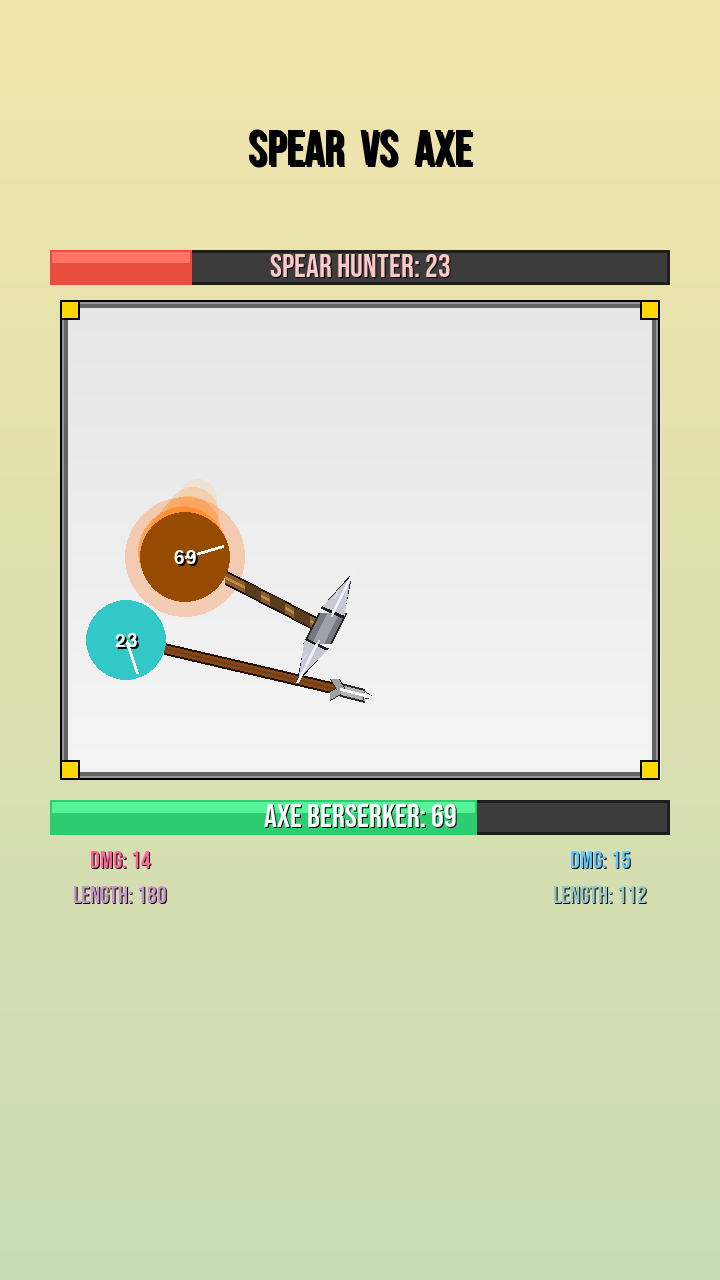 SPEAR VS AXE
SPEAR HUNTER: 23
69
23
AXE BERSERKER: 69
DMG: 14
DMG: 15
LENGTH: 180
LENGTH: 112